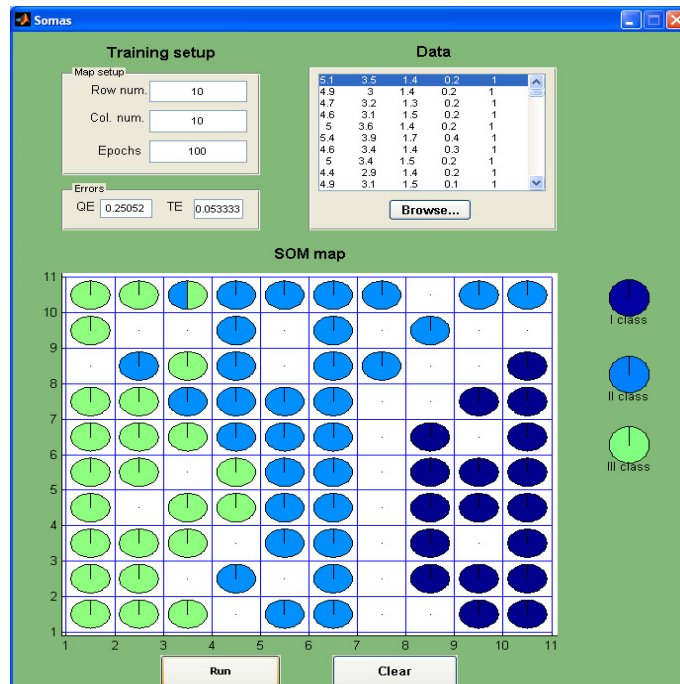 Somas
Training setup
Map setup
Row num. 10
Col. num. 10
Epochs 100
Errors
QE 0.25052 TE 0.053333
Data
5.1 3.5 1.4 0.2 1
4.9 3 1.4 0.2 1
4.7 3.2 1.3 0.2 1
4.6 3.1 1.5 0.2 1
5 3.6 1.4 0.2 1
5.4 3.9 1.7 0.4 1
4.6 3.4 1.4 0.3 1
5 3.4 1.5 0.2 1
4.4 2.9 1.4 0.2 1
4.9 3.1 1.5 0.1 1
Browse...
SOM map
11
10
9
8
7
6
5
4
3
2
1
1 2 3 4 5 6 7 8 9 10 11
I class
II class
III class
Run
Clear